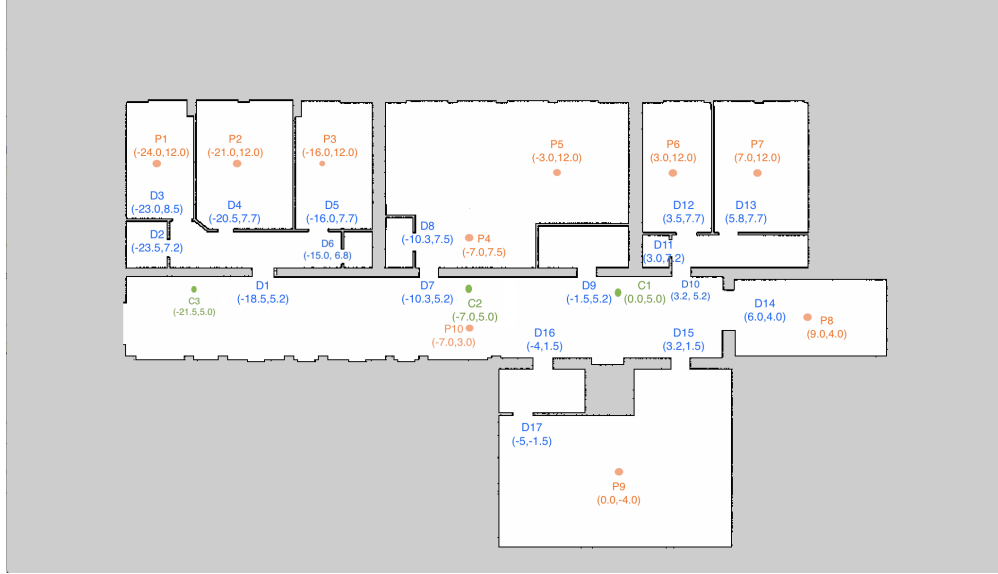 P1
(-24.0,12.0)
P2
(-21.0,12.0)
P3
(-16.0,12.0)
P5
(-3.0,12.0)
P6
(3.0,12.0)
P7
(7.0,12.0)
D3
(-23.0,8.5)
D4
(-20.5,7.7)
D5
(-16.0,7.7)
D12
(3.5,7.7)
D13
(5.8,7.7)
D2
(-23.5,7.2)
D6
(-15.0, 6.8)
D8
(-10.3,7.5)
P4
(-7.0,7.5)
D11
(3.0,7.2)
D1
(-18.5,5.2)
D7
(-10.3,5.2)
D9
(-1.5,5.2)
C1
(0.0,5.0)
D10
(3.2, 5.2)
C3
(-21.5,5.0)
C2
(-7.0,5.0)
D14
(6.0,4.0)
P8
(9.0,4.0)
P10
(-7.0,3.0)
D16
(-4,1.5)
D15
(3.2,1.5)
D17
(-5,-1.5)
P9
(0.0,-4.0)